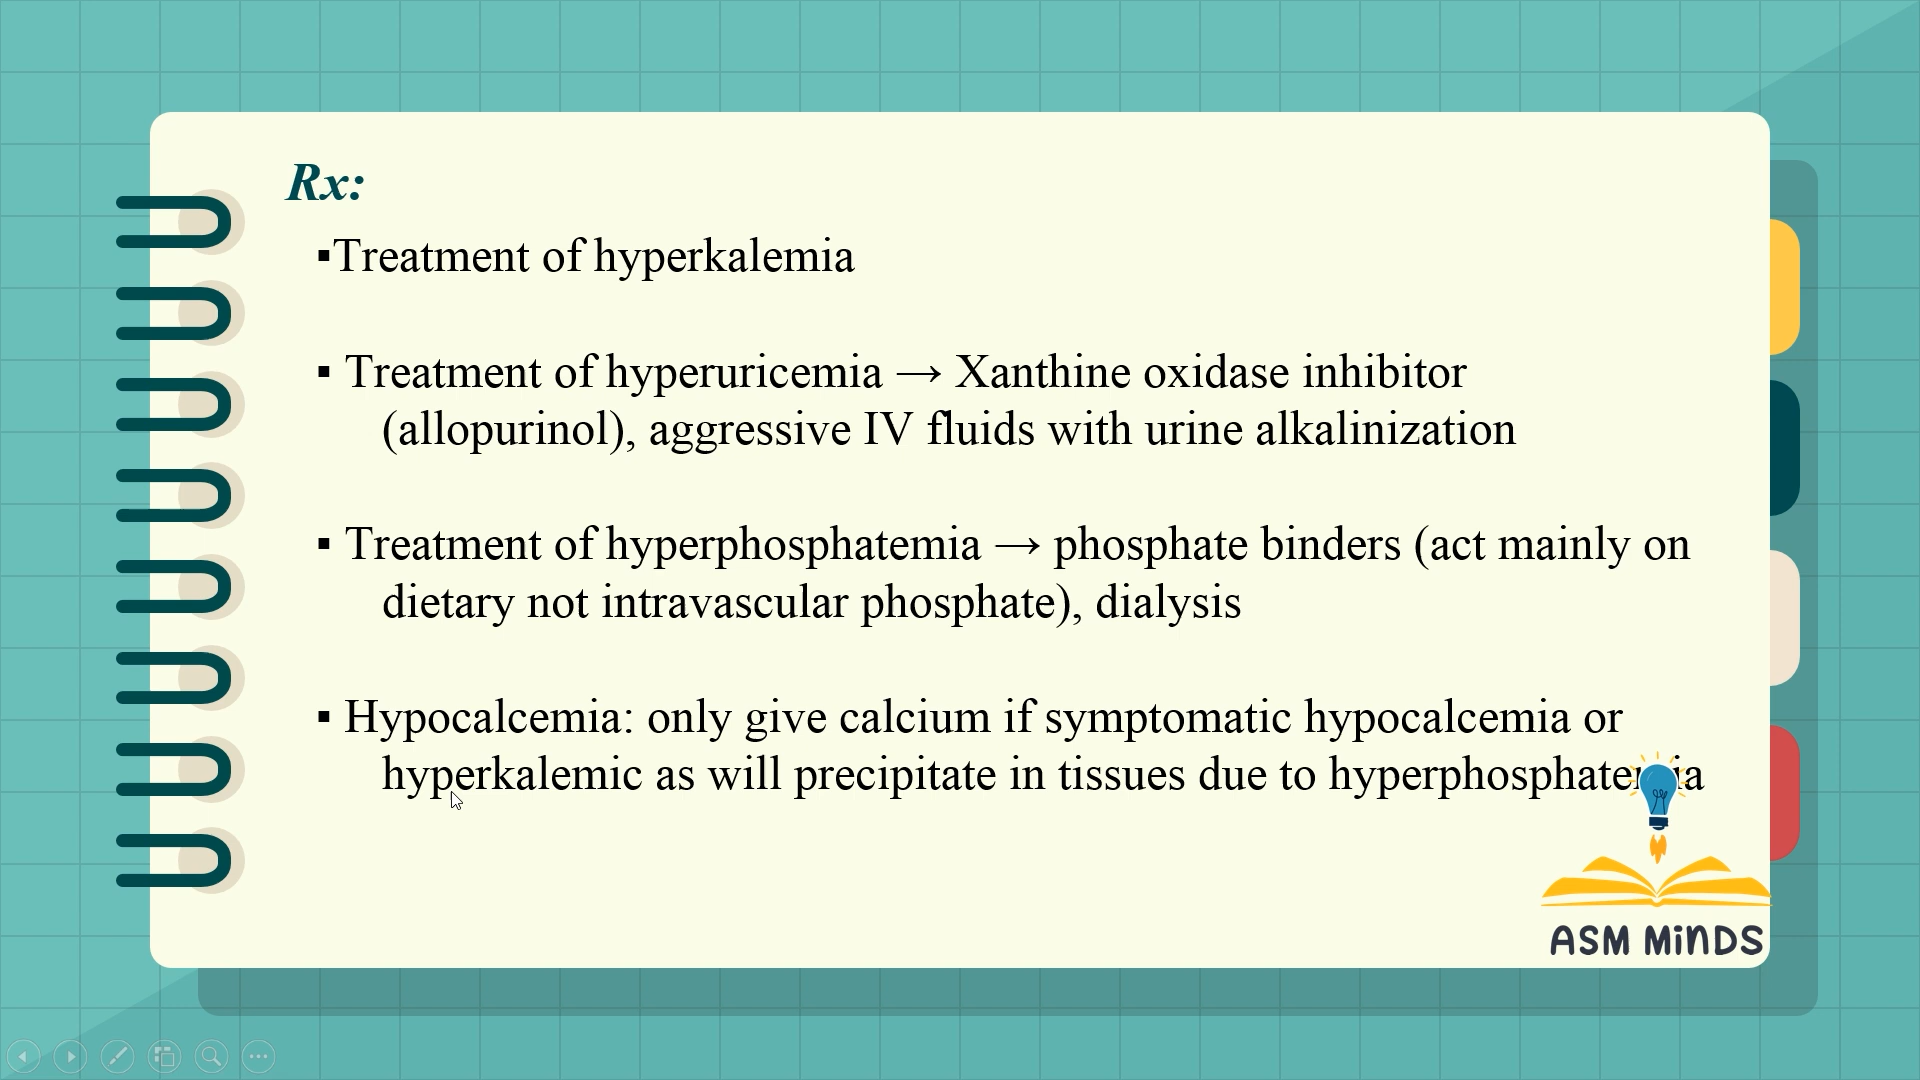 Rx:
▪Treatment of hyperkalemia
▪ Treatment of hyperuricemia → Xanthine oxidase inhibitor
(allopurinol), aggressive IV fluids with urine alkalinization
▪ Treatment of hyperphosphatemia → phosphate binders (act mainly on
dietary not intravascular phosphate), dialysis
▪ Hypocalcemia: only give calcium if symptomatic hypocalcemia or
hyperkalemic as will precipitate in tissues due to hyperphosphatemia
ASM MiNDS